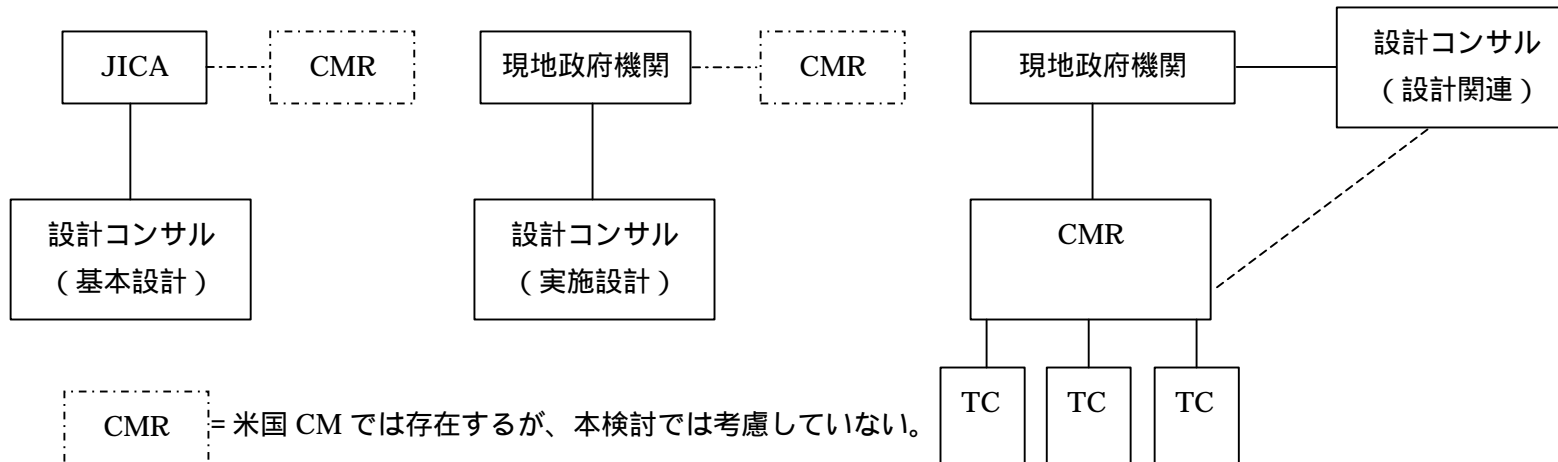 JICA
CMR
設計コンサル
（基本設計）
現地政府機関
CMR
設計コンサル
（実施設計）
現地政府機関
設計コンサル
（設計関連）
CMR
TC
TC
TC
CMR
= 米国 CM では存在するが、本検討では考慮していない。